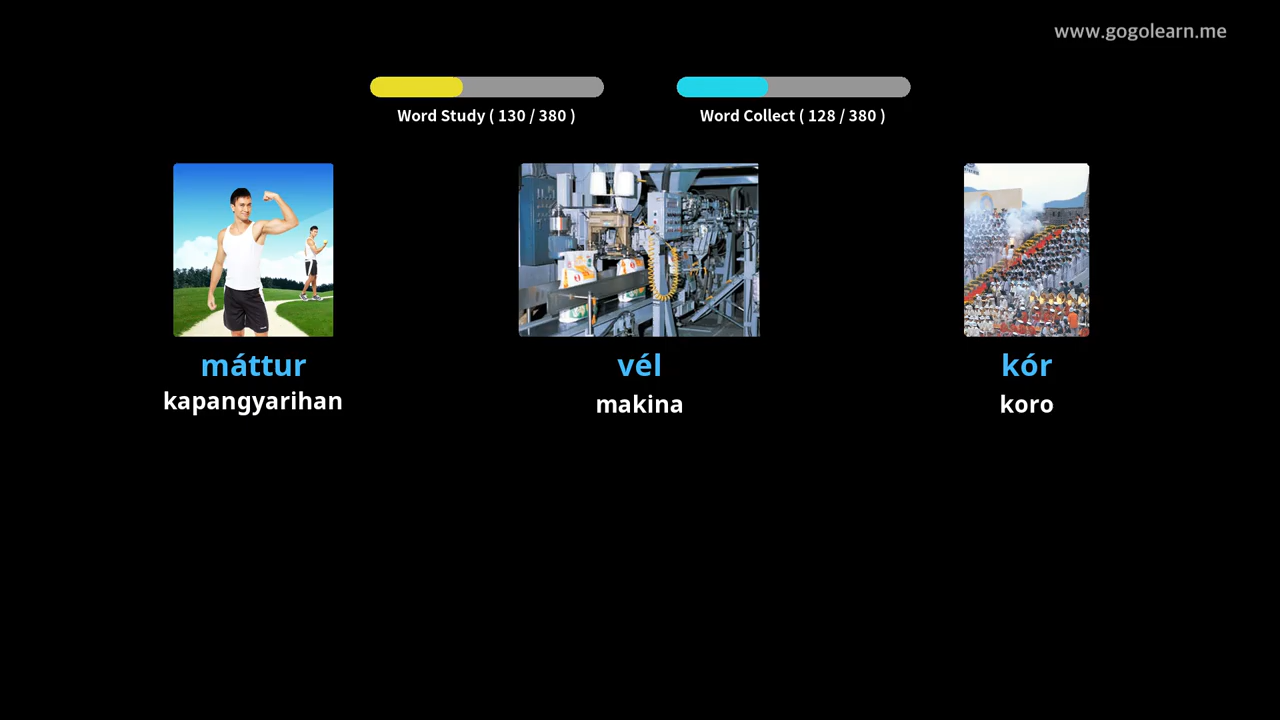 www.gogolearn.me
Word Study ( 130 / 380 )
Word Collect ( 128 / 380 )
máttur
kapangyarihan
vél
makina
kór
koro